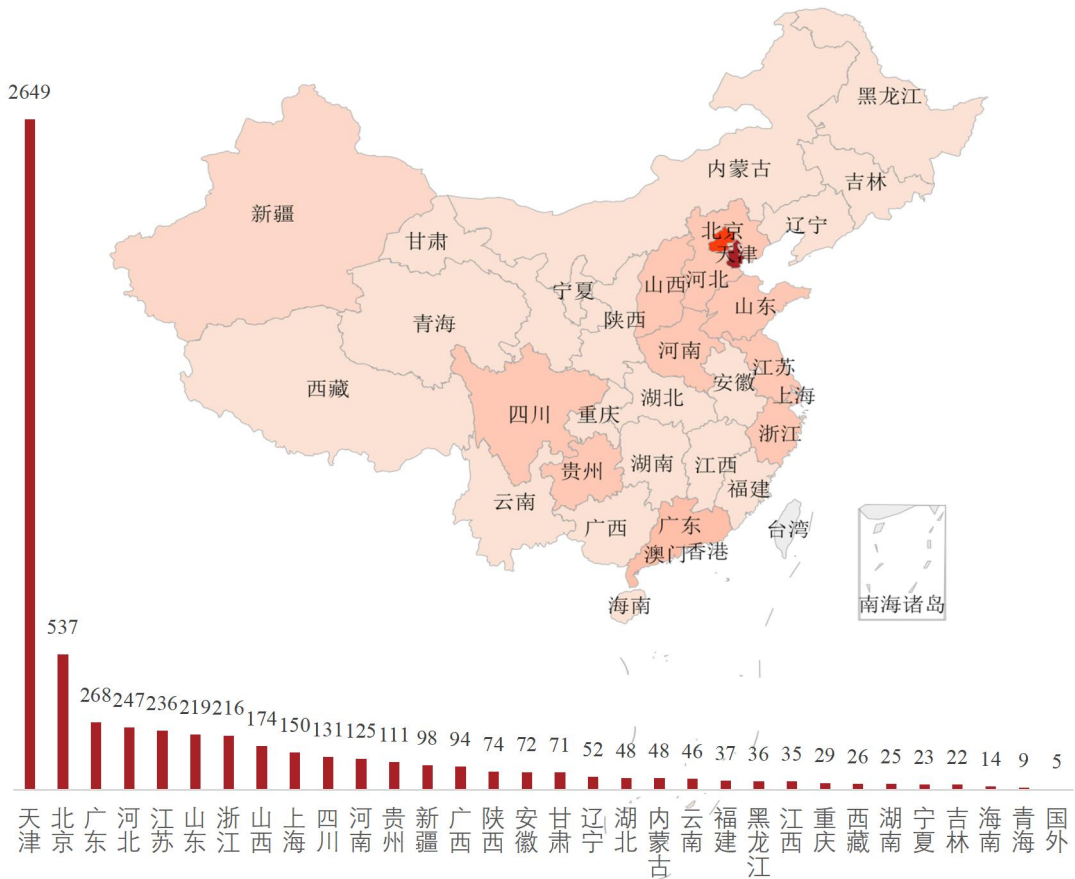 黑龙江
内蒙古
吉林
新疆
辽宁
北京
甘肃
天津
山西
河北
宁夏
山东
陕西
青海
河南
江苏
安徽
西藏
上海
湖北
四川
重庆
浙江
湖南
江西
贵州
福建
云南
广西
广东
台湾
澳门
香港
海南
南海诸岛
2649
537
268
247
236
219
216
174
150
131
125
111
98
94
74
72
71
52
48
48
46
37
36
35
29
26
25
23
22
14
9
5
天津
北京
广东
河北
江苏
山东
浙江
山西
上海
四川
河南
贵州
新疆
广西
陕西
安徽
甘肃
辽宁
湖北
内蒙古
云南
福建
黑龙江
江西
重庆
西藏
湖南
宁夏
吉林
海南
青海
国外